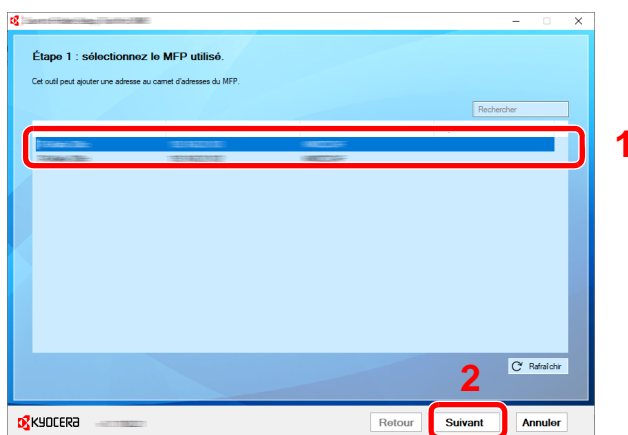 Étape 1 : sélectionnez le MFP utilisé.
Cet outil peut ajouter une adresse au carnet d'adresses du MFP.
Rechercher
1
Rafraîchir
2
KYOCERA
Retour Suivant Annuler